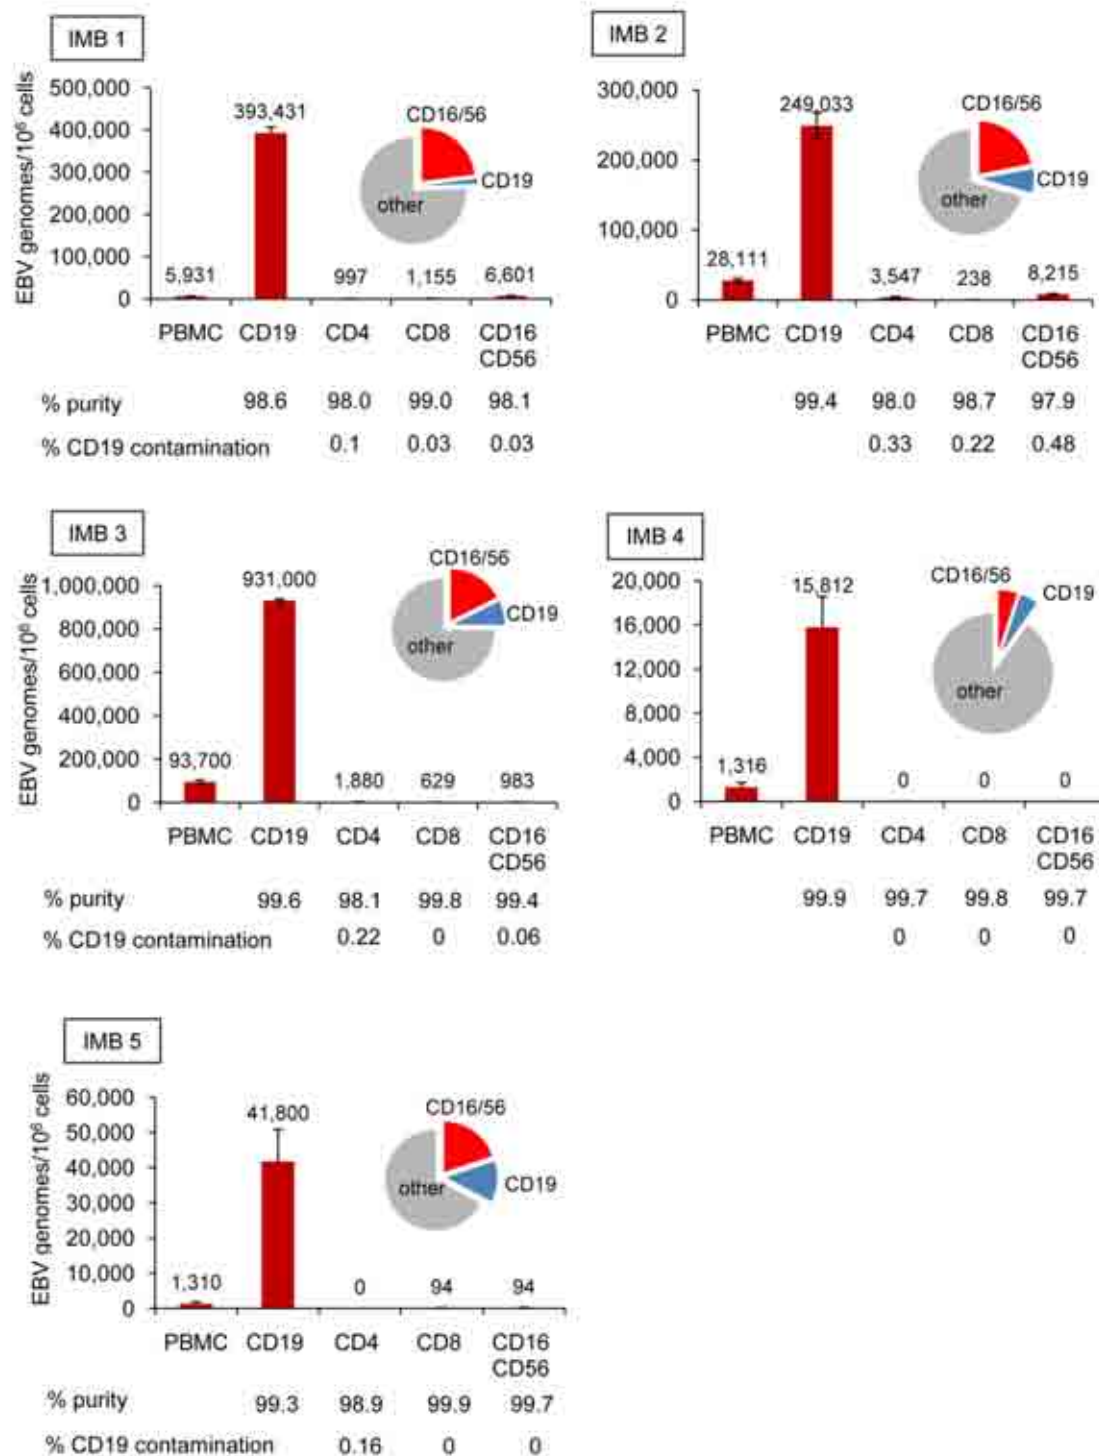 IMB 1
EBV genomes/10⁶ cells
500,000
400,000
300,000
200,000
100,000
0
5,931
393,431
997
1,155
6,601
CD16/56
CD19
other
PBMC CD19 CD4 CD8 CD16
CD56
% purity 98.6 98.0 99.0 98.1
% CD19 contamination 0.1 0.03 0.03
IMB 2
300,000
200,000
100,000
0
28,111
249,033
3,547
238
8,215
CD16/56
CD19
other
PBMC CD19 CD4 CD8 CD16
CD56
99.4 98.0 98.7 97.9
0.33 0.22 0.48
IMB 3
EBV genomes/10⁶ cells
1,000,000
800,000
600,000
400,000
200,000
0
93,700
931,000
1,880
629
983
CD16/56
CD19
other
PBMC CD19 CD4 CD8 CD16
CD56
% purity 99.6 98.1 99.8 99.4
% CD19 contamination 0.22 0 0.06
IMB 4
20,000
16,000
12,000
8,000
4,000
0
1,316
15,812
0
0
0
CD16/56
CD19
other
PBMC CD19 CD4 CD8 CD16
CD56
99.9 99.7 99.8 99.7
0 0 0
IMB 5
EBV genomes/10⁶ cells
60,000
50,000
40,000
30,000
20,000
10,000
0
1,310
41,800
0
94
94
CD16/56
CD19
other
PBMC CD19 CD4 CD8 CD16
CD56
% purity 99.3 98.9 99.9 99.7
% CD19 contamination 0.16 0 0